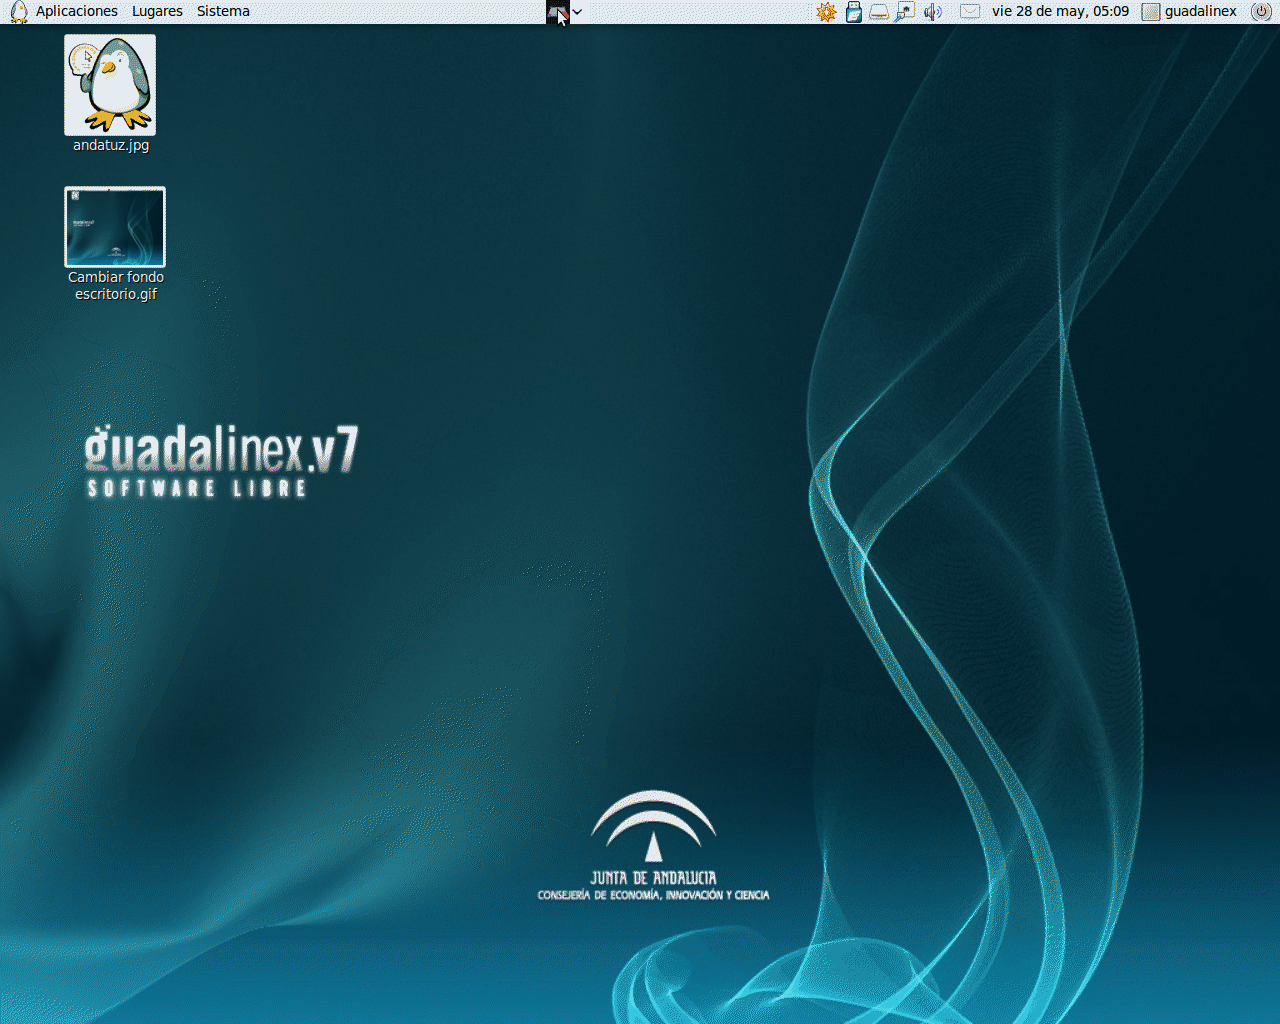 Aplicaciones Lugares Sistema
vie 28 de may, 05:09 guadalinex
andatuz.jpg
Cambiar fondo
escritorio.gif
guadalinex.v7
SOFTWARE LIBRE
JUNTA DE ANDALUCIA
CONSEJERÍA DE ECONOMÍA, INNOVACIÓN Y CIENCIA